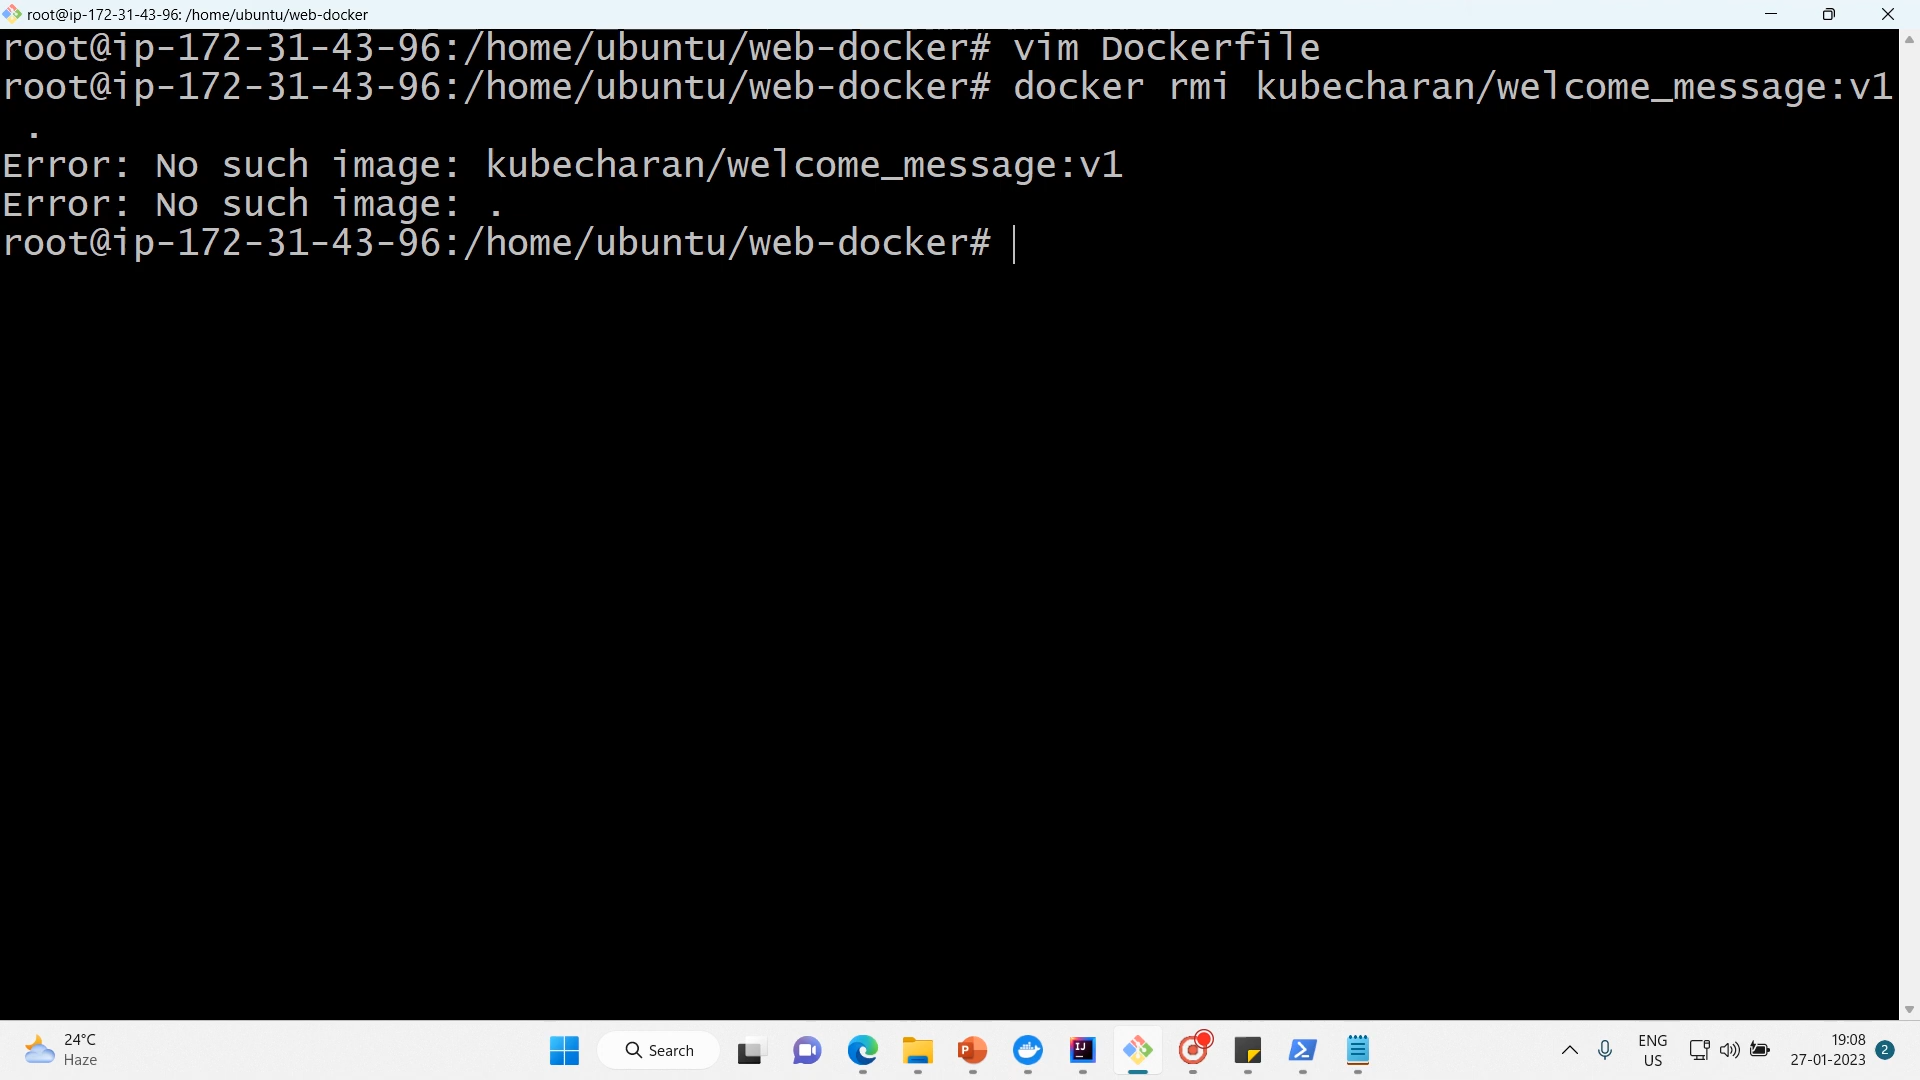 root@ip-172-31-43-96: /home/ubuntu/web-docker
root@ip-172-31-43-96:/home/ubuntu/web-docker# vim Dockerfile
root@ip-172-31-43-96:/home/ubuntu/web-docker# docker rmi kubecharan/welcome_message:v1
.
Error: No such image: kubecharan/welcome_message:v1
Error: No such image: .
root@ip-172-31-43-96:/home/ubuntu/web-docker#
24°C
Haze
Search
ENG
US
19:08
27-01-2023
2